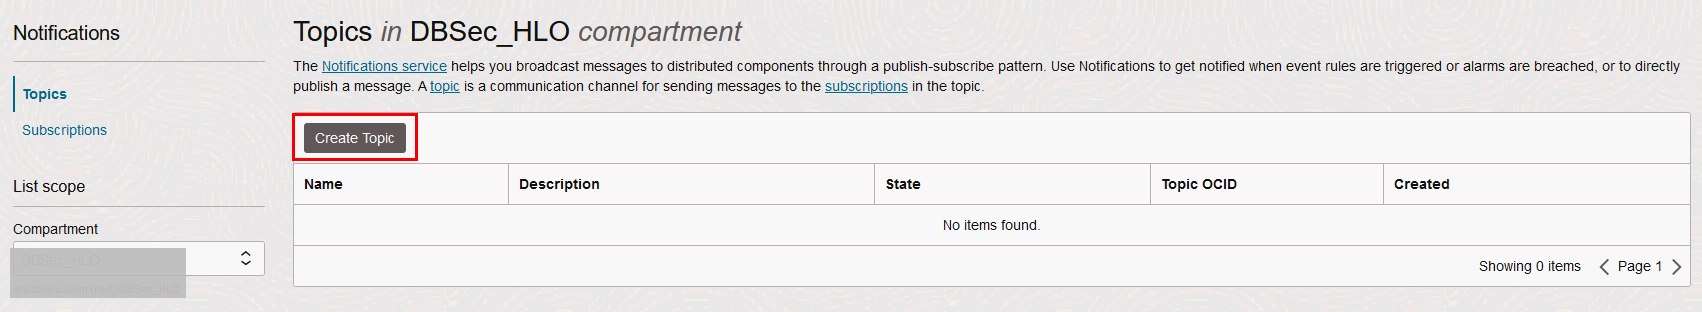 Notifications
Topics
Subscriptions
List scope
Compartment
DBSec_HLO
Topics in DBSec_HLO compartment
The Notifications service helps you broadcast messages to distributed components through a publish-subscribe pattern. Use Notifications to get notified when event rules are triggered or alarms are breached, or to directly
publish a message. A topic is a communication channel for sending messages to the subscriptions in the topic.
Create Topic
Name Description State Topic OCID Created
No items found.
Showing 0 items Page 1